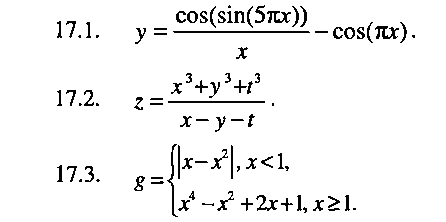 17.1. y = cos(sin(5πx)) / x − cos(πx).
17.2. z = x³+y³+t³ / x−y−t .
17.3. g = { |x−x²|, x<1,
x⁴−x²+2x+1, x≥1.